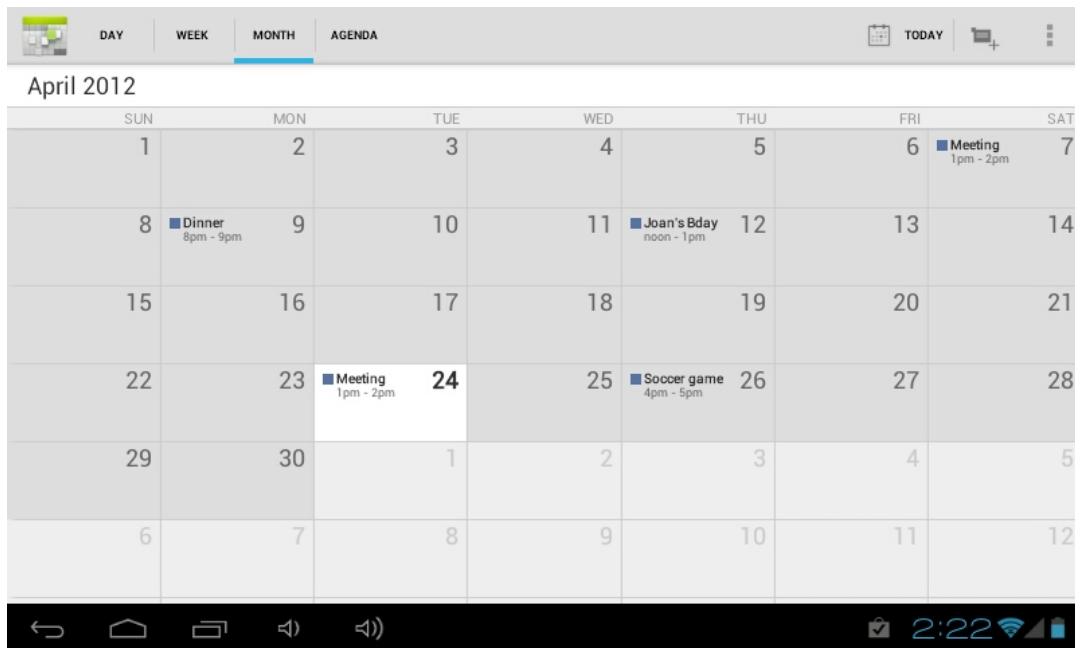 DAY WEEK MONTH AGENDA TODAY
April 2012
SUN MON TUE WED THU FRI SAT
1 2 3 4 5 6 Meeting 7
1pm - 2pm
8 Dinner 9 10 11 Joan's Bday 12 13 14
8pm - 9pm noon - 1pm
15 16 17 18 19 20 21
22 23 Meeting 24 25 Soccer game 26 27 28
1pm - 2pm 4pm - 5pm
29 30 1 2 3 4 5
6 7 8 9 10 11 12
2:22